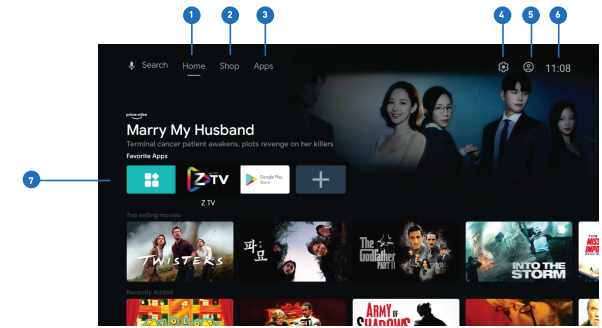 1 2 3 4 5 6
Search Home Shop Apps 11:08
prime video
Marry My Husband
Terminal cancer patient awakens, plots revenge on her killers
Favorite Apps
7
Z TV Google Play
Store
Z TV
Top selling movies
TWISTERS
파묘
The
Godfather
PART II
INTO THE
STORM
Recently Added
ARMY OF
SHADOWS